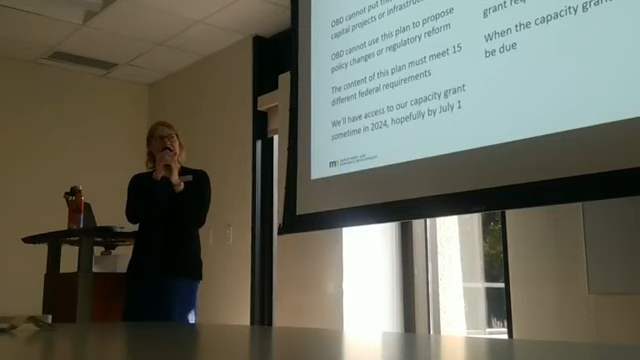 OBD cannot put this
capital projects or infrastruc
OBD cannot use this plan to propose
policy changes or regulatory reform
The content of this plan must meet 15
different federal requirements
We'll have access to our capacity grant
sometime in 2024, hopefully by July 1
grant req
When the capacity grant
be due